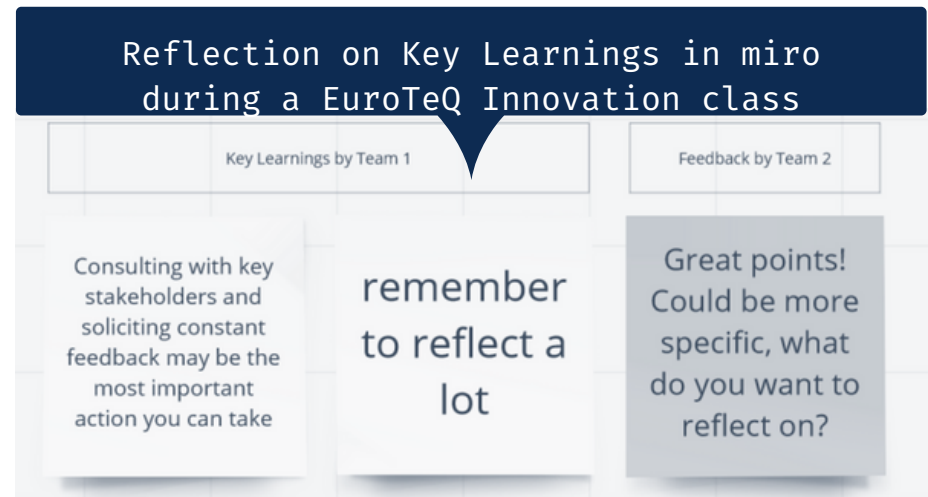 Reflection on Key Learnings in miro
during a EuroTeQ Innovation class
Key Learnings by Team 1
Feedback by Team 2
Consulting with key
stakeholders and
soliciting constant
feedback may be the
most important
action you can take
remember
to reflect a
lot
Great points!
Could be more
specific, what
do you want to
reflect on?